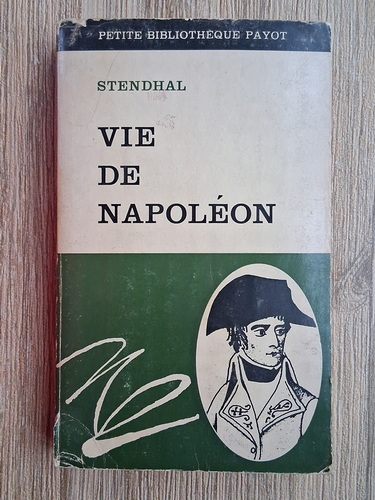 PETITE BIBLIOTHÈQUE PAYOT
STENDHAL
VIE
DE
NAPOLÉON